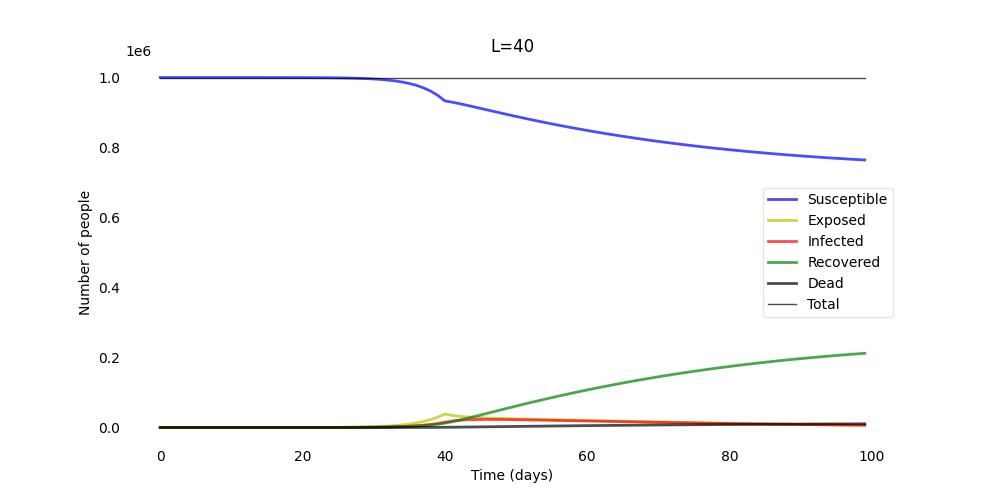 L=40
1e6
1.0
0.8
0.6
0.4
0.2
0.0
Number of people
Susceptible
Exposed
Infected
Recovered
Dead
Total
0 20 40 60 80 100
Time (days)